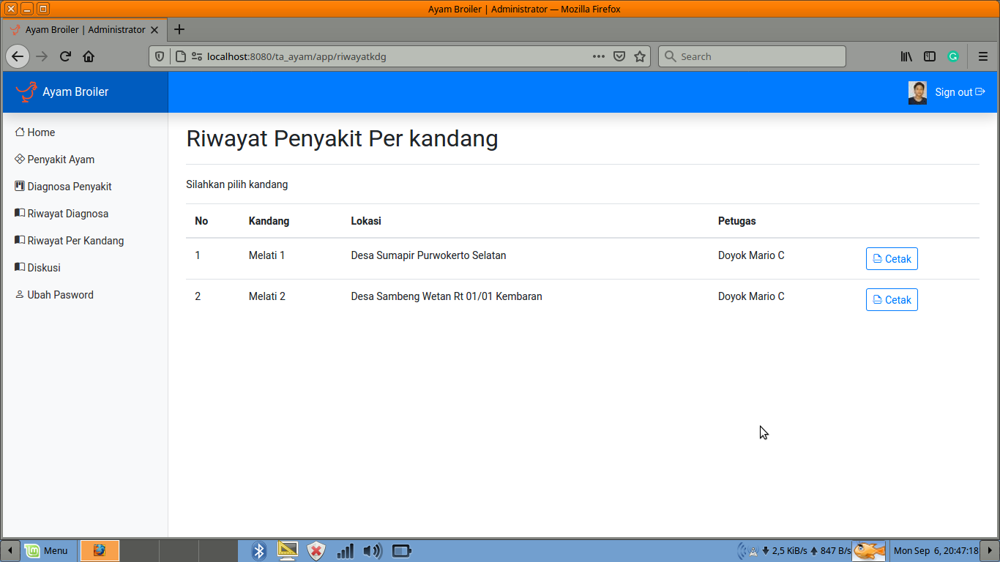 Ayam Broiler | Administrator — Mozilla Firefox
Ayam Broiler | Administrator
localhost:8080/ta_ayam/app/riwayatkdg
Search
Ayam Broiler
Sign out
Home
Penyakit Ayam
Diagnosa Penyakit
Riwayat Diagnosa
Riwayat Per Kandang
Diskusi
Ubah Pasword
Riwayat Penyakit Per kandang
Silahkan pilih kandang
No Kandang Lokasi Petugas
1 Melati 1 Desa Sumapir Purwokerto Selatan Doyok Mario C Cetak
2 Melati 2 Desa Sambeng Wetan Rt 01/01 Kembaran Doyok Mario C Cetak
Menu 2,5 KiB/s 847 B/s Mon Sep 6, 20:47:18